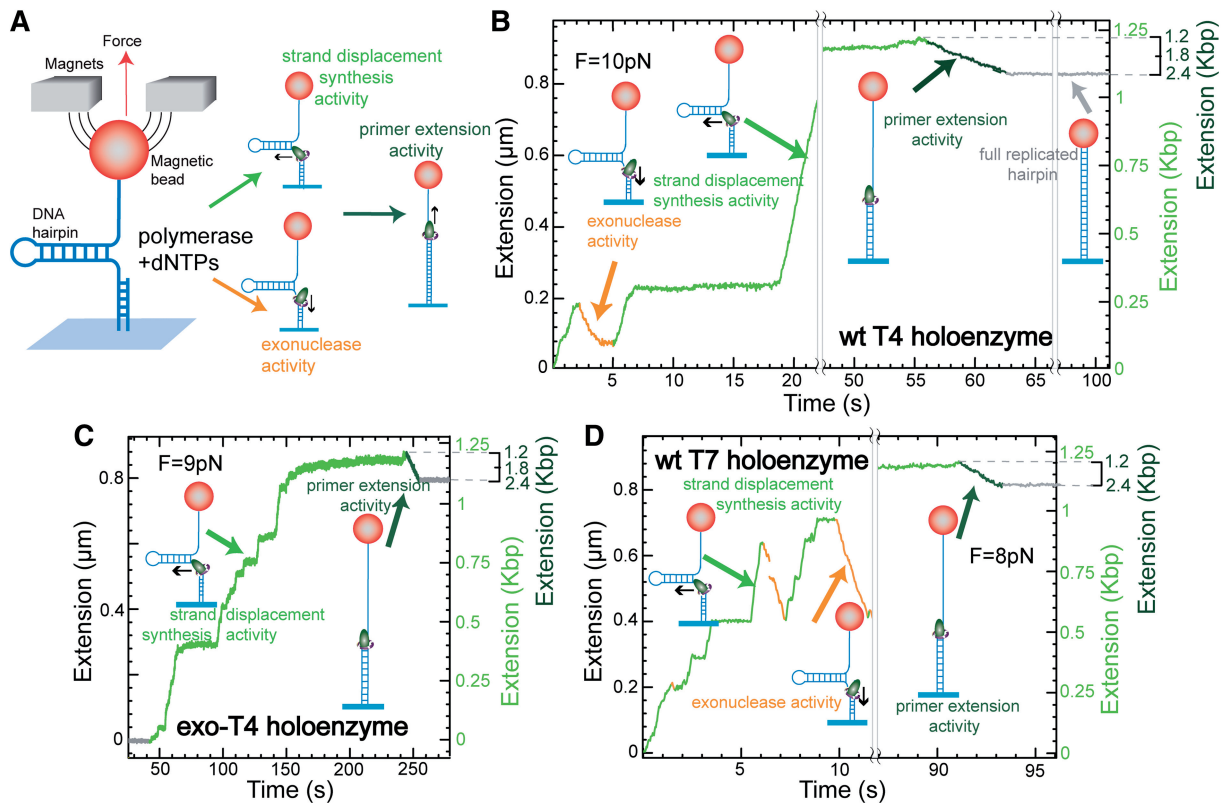 A
Force
Magnets
Magnetic
bead
DNA
hairpin
polymerase
+dNTPs
strand displacement
synthesis
activity
primer extension
activity
exonuclease
activity
B
F=10pN
exonuclease
activity
strand displacement
synthesis activity
primer extension
activity
full replicated
hairpin
wt T4 holoenzyme
Extension (µm)
0.8
0.6
0.4
0.2
0
0
5
10
15
20
50
55
60
65
100
Time (s)
1.25
1
0.75
0.5
0.25
0
Extension (Kbp)
1.2
1.8
2.4
Extension (Kbp)
C
F=9pN
strand displacement
synthesis activity
primer extension
activity
exo-T4 holoenzyme
Extension (µm)
0.8
0.4
0
50
100
150
200
250
Time (s)
1.25
1
0.75
0.5
0.25
0
Extension (Kbp)
1.2
1.8
2.4
Extension (Kbp)
D
wt T7 holoenzyme
strand displacement
synthesis activity
exonuclease activity
F=8pN
primer extension
activity
Extension (µm)
0.8
0.6
0.4
0.2
0
5
10
90
95
Time (s)
1.25
1
0.75
0.5
0.25
0
Extension (Kbp)
1.2
1.8
2.4
Extension (Kbp)